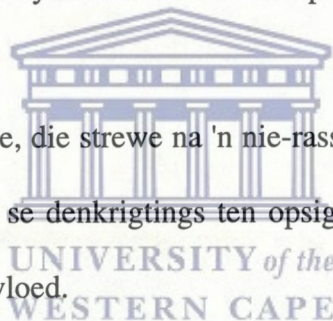 e, die strewe na 'n nie-rass
se denkrigtings ten opsig
UNIVERSITY of the
vloed.
WESTERN CAPE